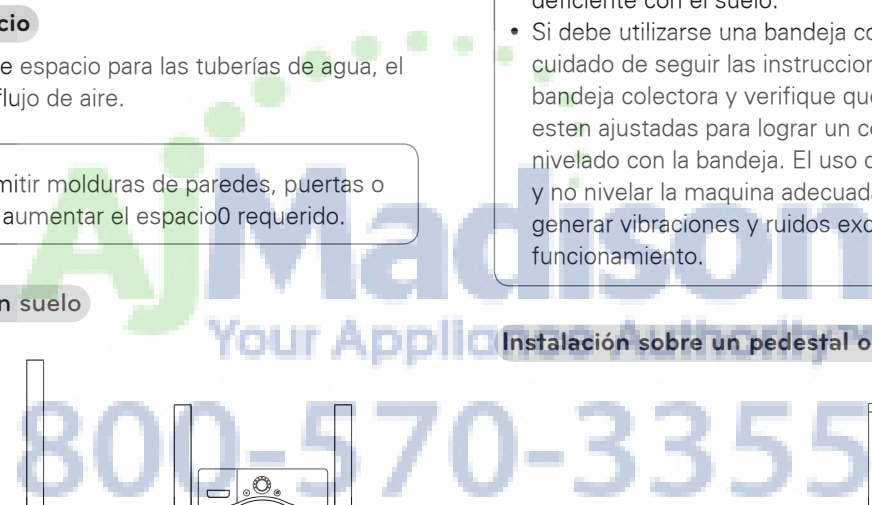 cio
e espacio para las tuberías de agua, el
flujo de aire.
mitir molduras de paredes, puertas o
aumentar el espacio0 requerido.
n suelo
deficiente con el suelo.
• Si debe utilizarse una bandeja co
cuidado de seguir las instruccion
bandeja colectora y verifique que
esten ajustadas para lograr un co
nivelado con la bandeja. El uso d
y no nivelar la maquina adecuada
generar vibraciones y ruidos exc
funcionamiento.
Instalación sobre un pedestal o
AjMadison
Your Appliance Authority™
800-570-3355